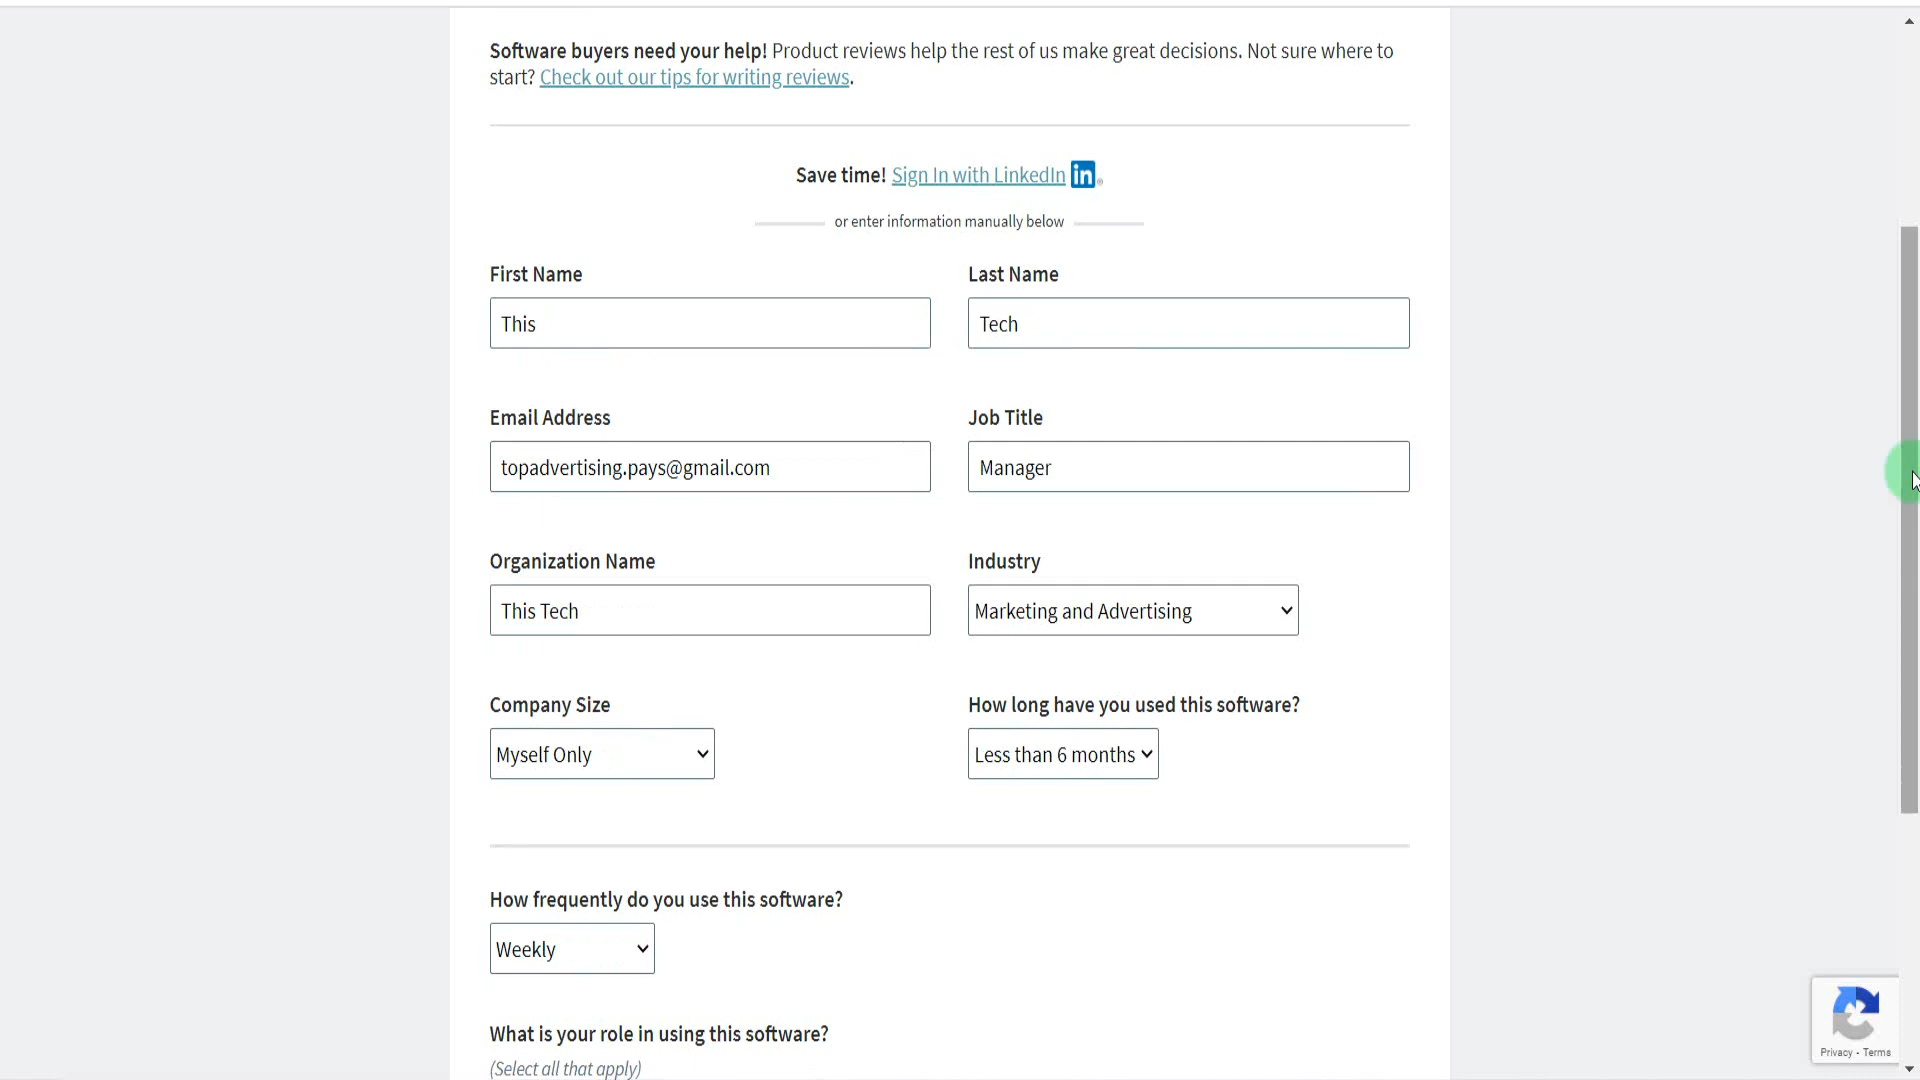 Software buyers need your help! Product reviews help the rest of us make great decisions. Not sure where to
start? Check out our tips for writing reviews.
Save time! Sign In with LinkedIn in
or enter information manually below
First Name
Last Name
This
Tech
Email Address
Job Title
topadvertising.pays@gmail.com
Manager
Organization Name
Industry
This Tech
Marketing and Advertising
Company Size
How long have you used this software?
Myself Only
Less than 6 months
How frequently do you use this software?
Weekly
What is your role in using this software?
(Select all that apply)
Privacy - Terms